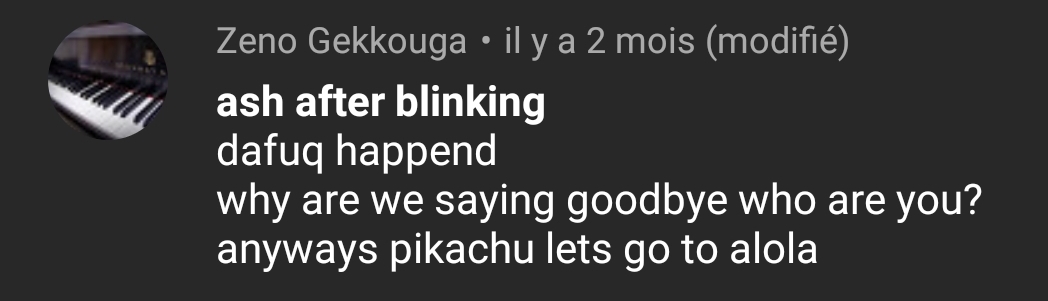 Zeno Gekkouga • il y a 2 mois (modifié)
ash after blinking
dafuq happend
why are we saying goodbye who are you?
anyways pikachu lets go to alola